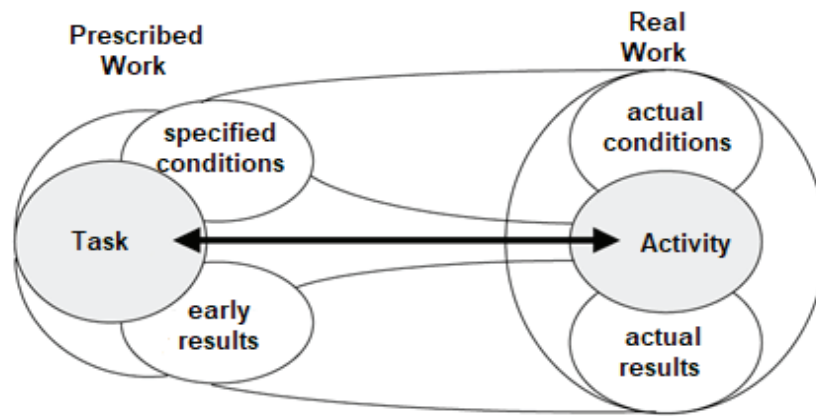 Prescribed
Work
Real
Work
specified
conditions
actual
conditions
Task
Activity
early
results
actual
results